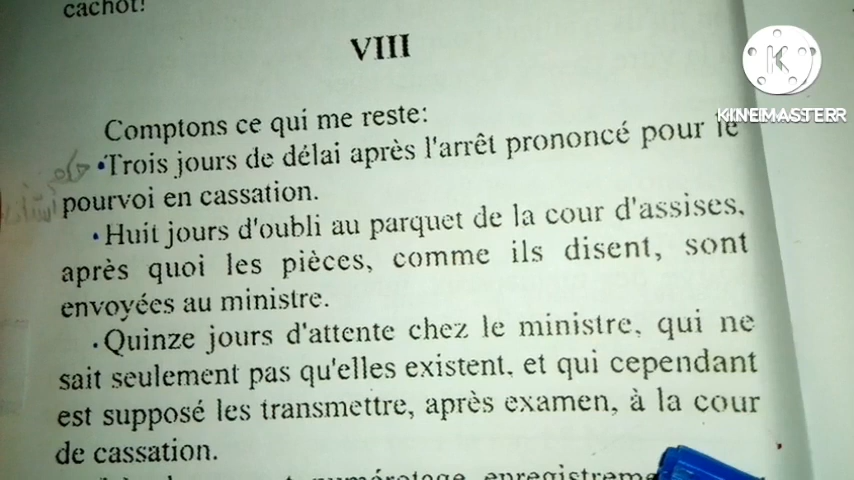 cachot!
VIII
Comptons ce qui me reste:
•Trois jours de délai après l'arrêt prononcé pour le
pourvoi en cassation.
•Huit jours d'oubli au parquet de la cour d'assises,
après quoi les pièces, comme ils disent, sont
envoyées au ministre.
•Quinze jours d'attente chez le ministre, qui ne
sait seulement pas qu'elles existent, et qui cependant
est supposé les transmettre, après examen, à la cour
de cassation.
numérotage, enregistreme
K
KINEMASTER